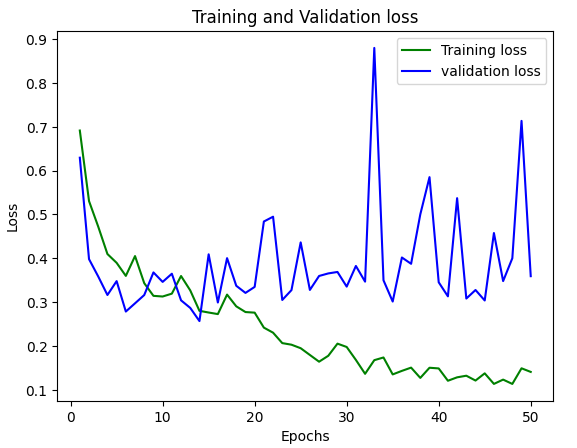 Training and Validation loss
Training loss
validation loss
0.9
0.8
0.7
0.6
0.5
0.4
0.3
0.2
0.1
Loss
0 10 20 30 40 50
Epochs